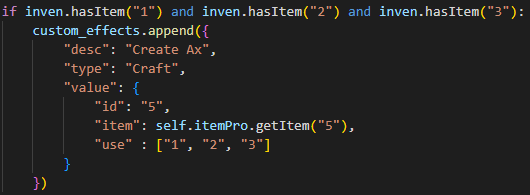 if inven.hasItem("1") and inven.hasItem("2") and inven.hasItem("3"):
    custom_effects.append({
        "desc": "Create Ax",
        "type": "Craft",
        "value": {
            "id": "5",
            "item": self.itemPro.getItem("5"),
            "use" : ["1", "2", "3"]
        }
    })